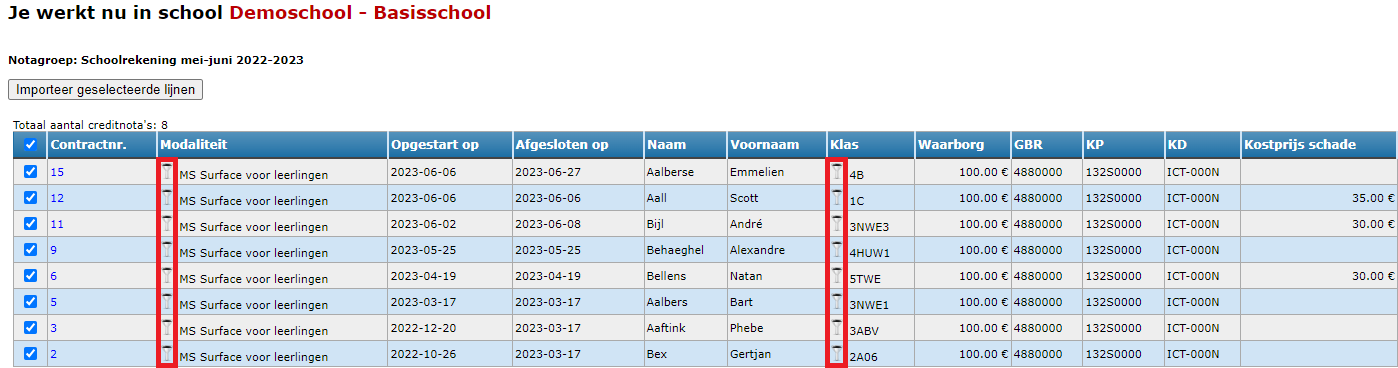 Je werkt nu in school Demoschool - Basisschool
Notagroep: Schoolrekening mei-juni 2022-2023
Importeer geselecteerde lijnen
Totaal aantal creditnota's: 8
Contractnr. Modaliteit Opgestart op Afgesloten op Naam Voornaam Klas Waarborg GBR KP KD Kostprijs schade
15 MS Surface voor leerlingen 2023-06-06 2023-06-27 Aalberse Emmelien 4B 100.00 € 4880000 132S0000 ICT-000N
12 MS Surface voor leerlingen 2023-06-06 2023-06-06 Aall Scott 1C 100.00 € 4880000 132S0000 ICT-000N 35.00 €
11 MS Surface voor leerlingen 2023-06-02 2023-06-08 Bijl André 3NWE3 100.00 € 4880000 132S0000 ICT-000N 30.00 €
9 MS Surface voor leerlingen 2023-05-25 2023-05-25 Behaeghel Alexandre 4HUW1 100.00 € 4880000 132S0000 ICT-000N
6 MS Surface voor leerlingen 2023-04-19 2023-04-19 Bellens Natan 5TWE 100.00 € 4880000 132S0000 ICT-000N 30.00 €
5 MS Surface voor leerlingen 2023-03-17 2023-03-17 Aalbers Bart 3NWE1 100.00 € 4880000 132S0000 ICT-000N
3 MS Surface voor leerlingen 2022-12-20 2023-03-17 Aaftink Phebe 3ABV 100.00 € 4880000 132S0000 ICT-000N
2 MS Surface voor leerlingen 2022-10-26 2023-03-17 Bex Gertjan 2A06 100.00 € 4880000 132S0000 ICT-000N